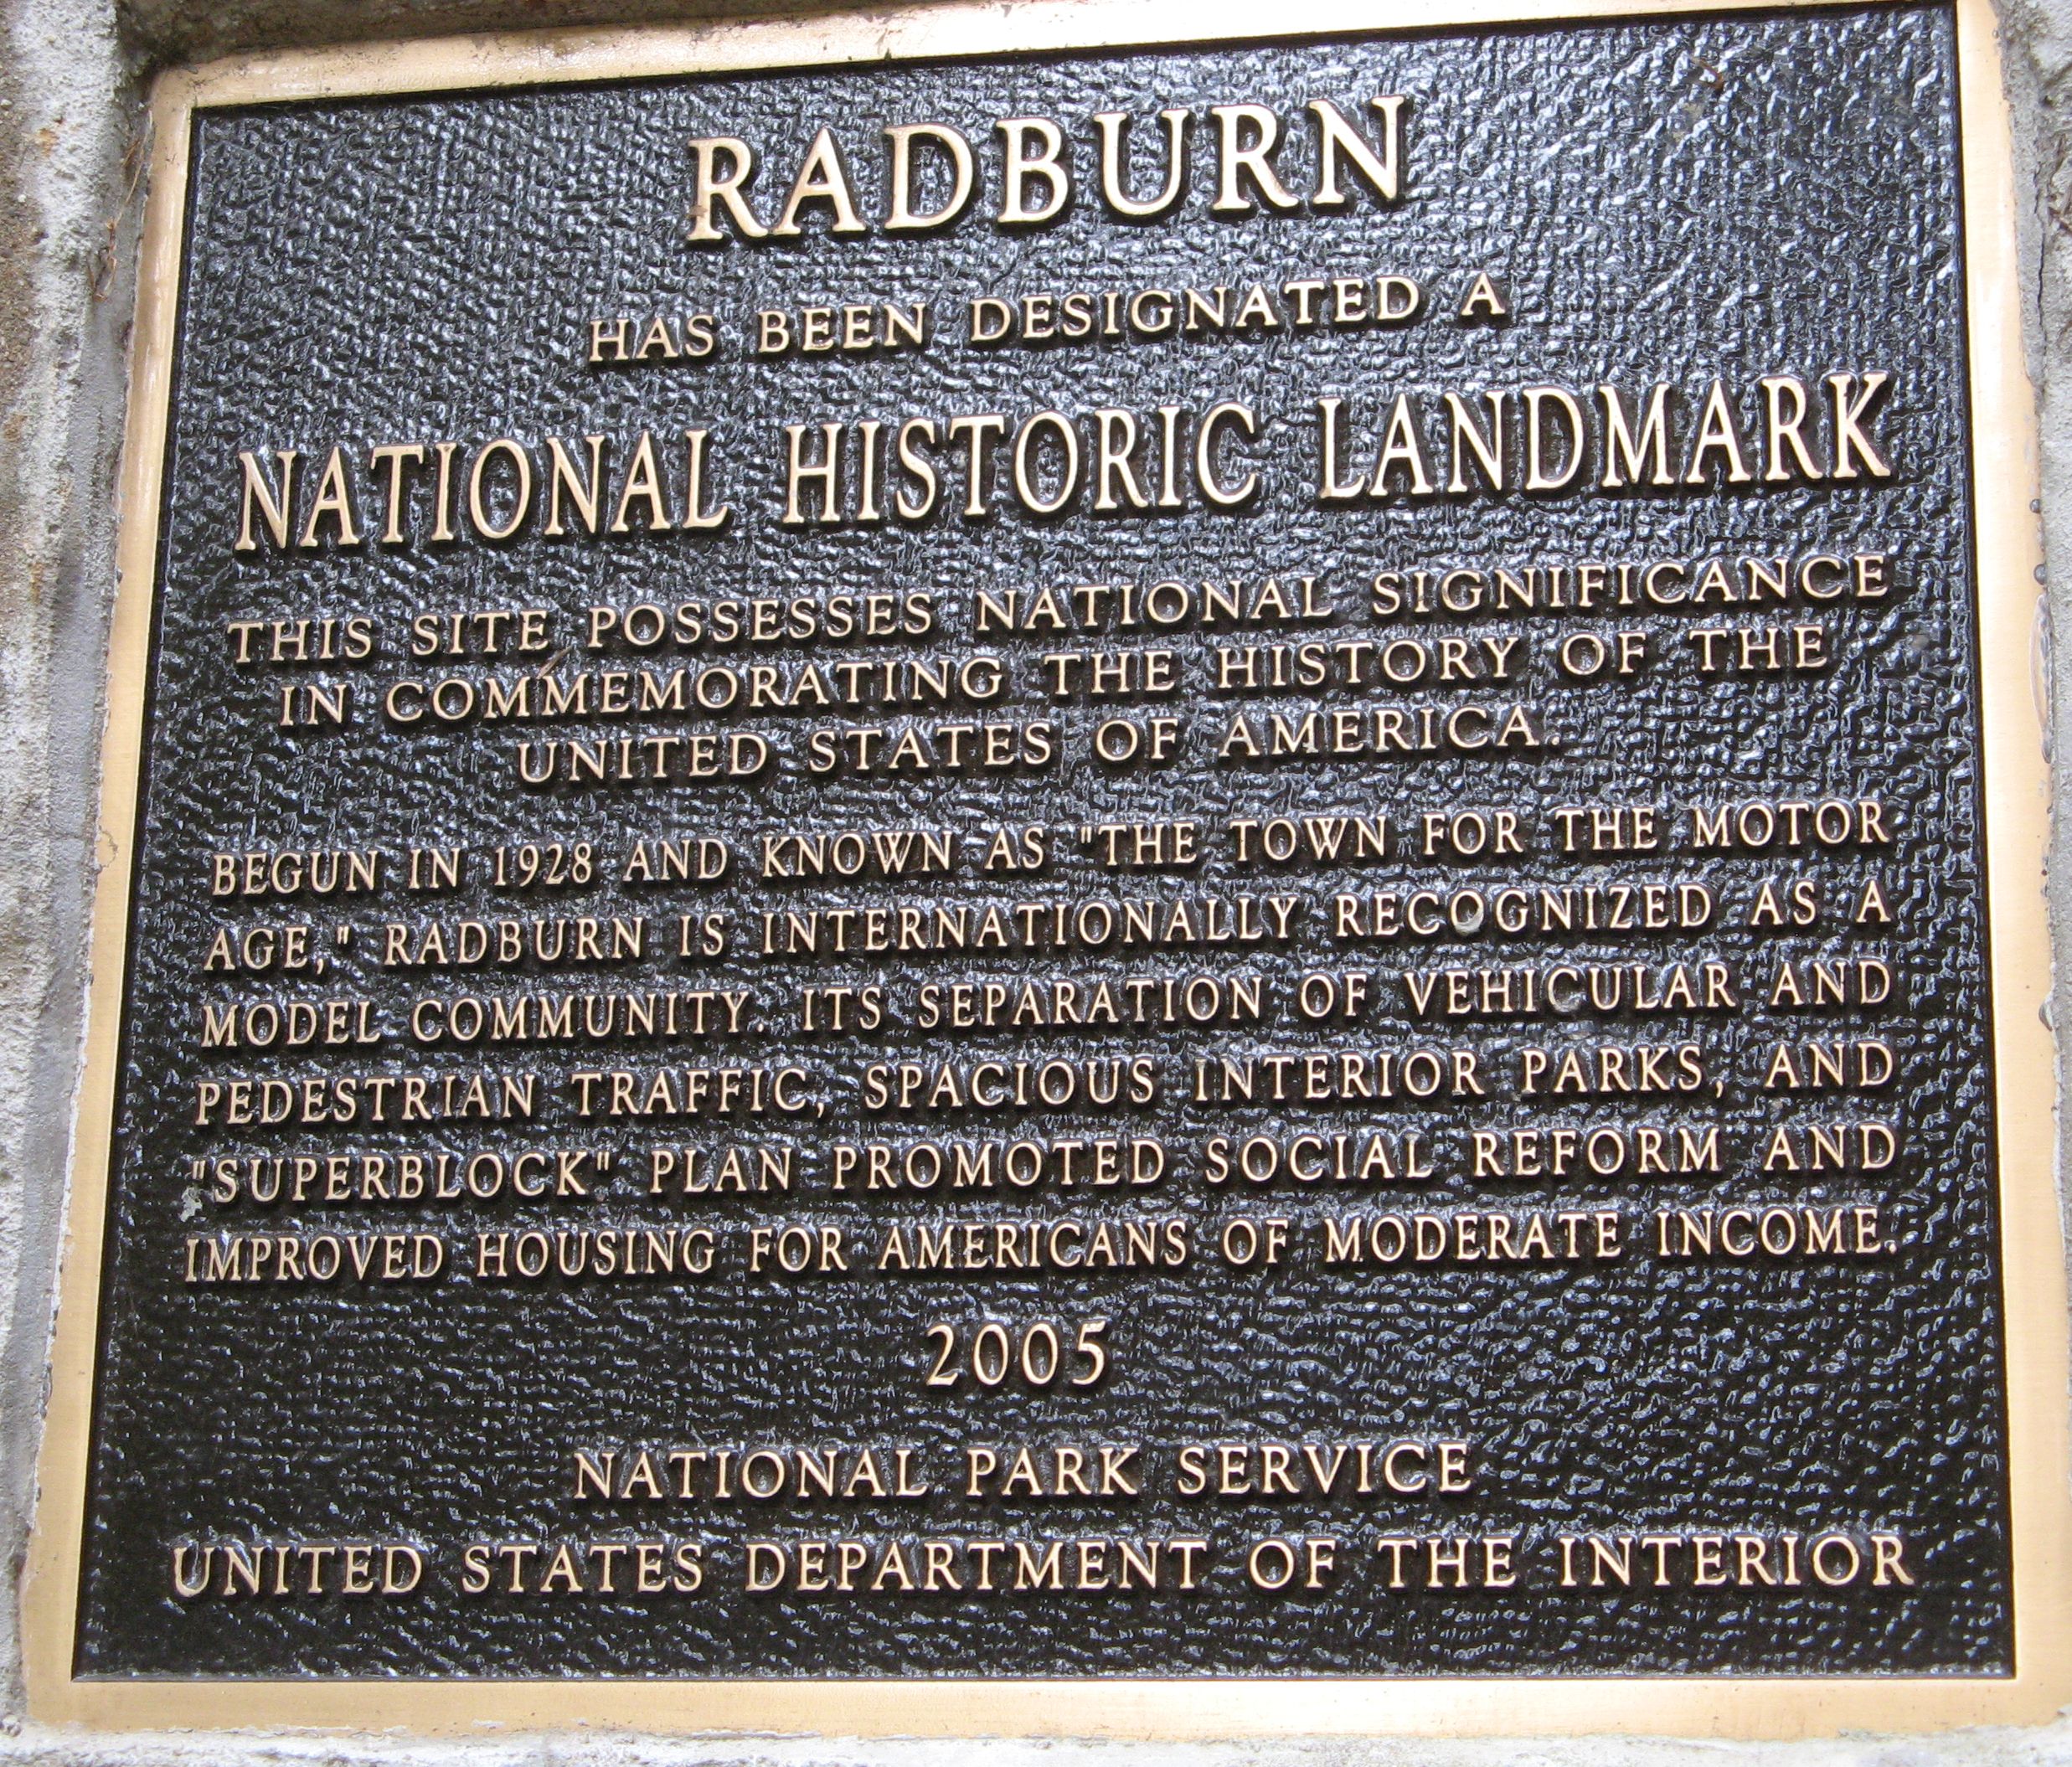 RADBURN
HAS BEEN DESIGNATED A
NATIONAL HISTORIC LANDMARK
THIS SITE POSSESSES NATIONAL SIGNIFICANCE
IN COMMEMORATING THE HISTORY OF THE
UNITED STATES OF AMERICA.
BEGUN IN 1928 AND KNOWN AS "THE TOWN FOR THE MOTOR
AGE," RADBURN IS INTERNATIONALLY RECOGNIZED AS A
MODEL COMMUNITY. ITS SEPARATION OF VEHICULAR AND
PEDESTRIAN TRAFFIC, SPACIOUS INTERIOR PARKS, AND
"SUPERBLOCK" PLAN PROMOTED SOCIAL REFORM AND
IMPROVED HOUSING FOR AMERICANS OF MODERATE INCOME.
2005
NATIONAL PARK SERVICE
UNITED STATES DEPARTMENT OF THE INTERIOR